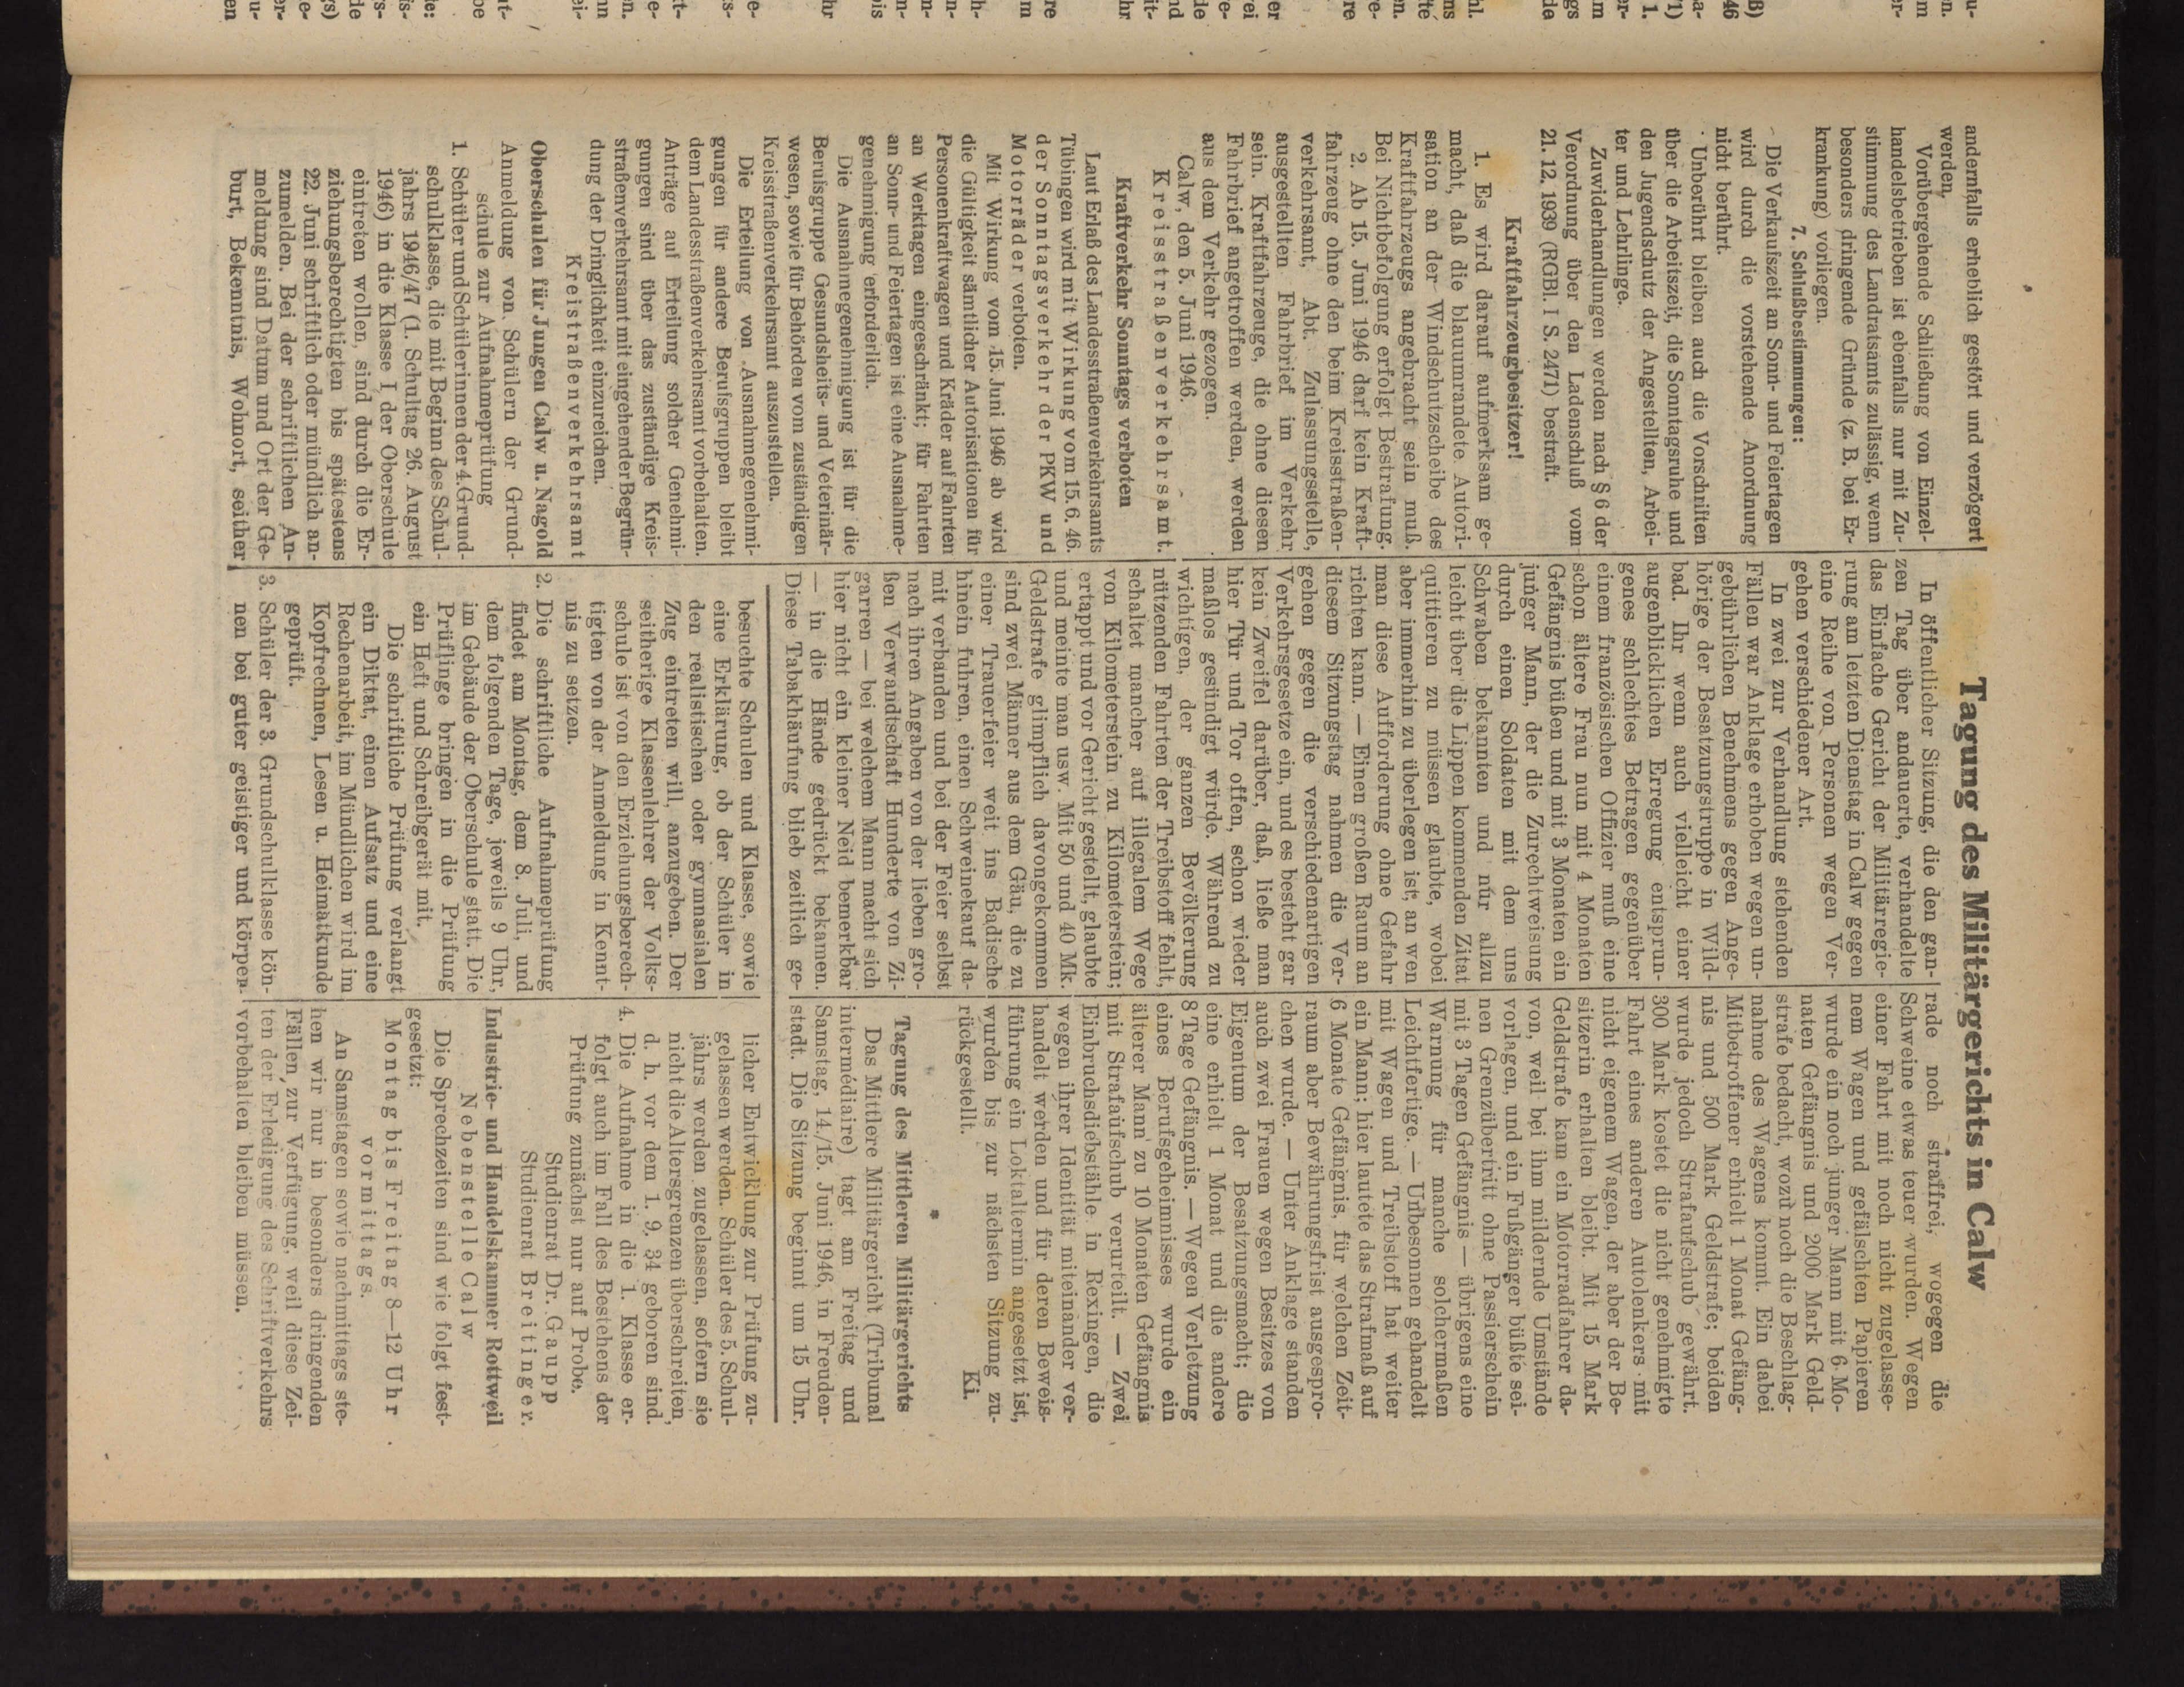 andernfalls erheblich gestört und verzögert
werden.
Vorübergehende Schließung von Einzel-
handelsbetrieben ist ebenfalls nur mit Zu-
stimmung des Landratsamts zulässig, wenn
besonders dringende Gründe (z. B. bei Er-
krankung) vorliegen.
7. Schlußbestimmungen:
Die Verkaufszeit an Sonn- und Feiertagen
wird durch die vorstehende Anordnung
nicht berührt.
Unberührt bleiben auch die Vorschriften
über die Arbeitszeit, die Sonntagsruhe und
den Jugendschutz der Angestellten, Arbei-
ter und Lehrlinge.
Zuwiderhandlungen werden nach § 6 der
Verordnung über den Ladenschluß vom
21. 12. 1939 (RGBl. I S. 2471) bestraft.
Kraftfahrzeugbesitzer!
1. Es wird darauf aufmerksam ge-
macht, daß die blauumrandete Autori-
sation an der Windschutzscheibe des
Kraftfahrzeugs angebracht sein muß.
Bei Nichtbefolgung erfolgt Bestrafung.
2. Ab 15. Juni 1946 darf kein Kraft-
fahrzeug ohne den beim Kreisstraßen-
verkehrsamt, Abt. Zulassungsstelle,
ausgestellten Fahrbrief im Verkehr
sein. Kraftfahrzeuge, die ohne diesen
Fahrbrief angetroffen werden, werden
aus dem Verkehr gezogen.
Calw, den 5. Juni 1946.
Kreisstraßenverkehrsamt.
Kraftverkehr Sonntags verboten
Laut Erlaß des Landesstraßenverkehrsamts
Tübingen wird mit Wirkung vom 15. 6. 46
der Sonntagsverkehr der PKW und
Motorräder verboten.
Mit Wirkung vom 15. Juni 1946 ab wird
die Gültigkeit sämtlicher Autorisationen für
Personenkraftwagen und Kräder auf Fahrten
an Werktagen eingeschränkt; für Fahrten
an Sonn- und Feiertagen ist eine Ausnahme-
genehmigung erforderlich.
Die Ausnahmegenehmigung ist für die
Berufsgruppe Gesundheits- und Veterinär-
wesen, sowie für Behörden vom zuständigen
Kreisstraßenverkehrsamt auszustellen.
Die Erteilung von Ausnahmegenehmi-
gungen für andere Berufsgruppen bleibt
dem Landesstraßenverkehrsamt vorbehalten.
Anträge auf Erteilung solcher Genehmi-
gungen sind über das zuständige Kreis-
straßenverkehrsamt mit eingehender Begrün-
dung der Dringlichkeit einzureichen.
Kreistraßenverkehrsamt
Oberschulen für Jungen Calw u. Nagold
Anmeldung von Schülern der Grund-
schule zur Aufnahmeprüfung
1. Schüler und Schülerinnen der 4. Grund-
schulklasse, die mit Beginn des Schul-
jahrs 1946/47 (1. Schultag 26. August
1946) in die Klasse I der Oberschule
eintreten wollen, sind durch die Er-
ziehungsberechtigten bis spätestens
22. Juni schriftlich oder mündlich an-
zumelden. Bei der schriftlichen An-
meldung sind Datum und Ort der Ge-
burt, Bekenntnis, Wohnort, seither
Tagung des Militärgerichts in Calw
In öffentlicher Sitzung, die den gan-
zen Tag über andauerte, verhandelte
das Einfache Gericht der Militärregie-
rung am letzten Dienstag in Calw gegen
eine Reihe von Personen wegen Ver-
gehen verschiedener Art.
In zwei zur Verhandlung stehenden
Fällen war Anklage erhoben wegen un-
gebührlichen Benehmens gegen Ange-
hörige der Besatzungstruppe in Wild-
bad. Ihr wenn auch vielleicht einer
augenblicklichen Erregung entsprun-
genes schlechtes Betragen gegenüber
einem französischen Offizier muß eine
schon ältere Frau nun mit 4 Monaten
Gefängnis büßen und mit 3 Monaten ein
junger Mann, der die Zurechtweisung
durch einen Soldaten mit dem uns
Schwaben bekannten und nur allzu
leicht über die Lippen kommenden Zitat
quittieren zu müssen glaubte, wobei
aber immerhin zu überlegen ist, an wen
man diese Aufforderung ohne Gefahr
richten kann. — Einen großen Raum an
diesem Sitzungstag nahmen die Ver-
gehen gegen die verschiedenartigen
Verkehrsgesetze ein, und es besteht gar
kein Zweifel darüber, daß, ließe man
hier Tür und Tor offen, schon wieder
maßlos gesündigt würde. Während zu
wichtigen, der ganzen Bevölkerung
nützenden Fahrten der Treibstoff fehlt,
schaltet mancher auf illegalem Wege
von Kilometerstein zu Kilometerstein;
ertappt und vor Gericht gestellt, glaubte
und meinte man usw. Mit 50 und 40 Mk.
Geldstrafe glimpflich davongekommen
sind zwei Männer aus dem Gäu, die zu
einer Trauerfeier weit ins Badische
hinein fuhren, einen Schweinekauf da-
mit verbanden und bei der Feier selbst
nach ihren Angaben von der lieben gro-
ßen Verwandtschaft Hunderte von Zi-
garren — bei welchem Mann macht sich
hier nicht ein kleiner Neid bemerkbar
— in die Hände gedrückt bekamen.
Diese Tabakhäufung blieb zeitlich ge-
rade noch straffrei, wogegen die
Schweine etwas teuer wurden. Wegen
einer Fahrt mit noch nicht zugelasse-
nem Wagen und gefälschten Papieren
wurde ein noch junger Mann mit 6 Mo-
naten Gefängnis und 2000 Mark Geld-
strafe bedacht, wozu noch die Beschlag-
nahme des Wagens kommt. Ein dabei
Mitbetroffener erhielt 1 Monat Gefäng-
nis und 500 Mark Geldstrafe; beiden
wurde jedoch Strafaufschub gewährt.
300 Mark kostet die nicht genehmigte
Fahrt eines anderen Autolenkers mit
nicht eigenem Wagen, der aber der Be-
sitzerin erhalten bleibt. Mit 15 Mark
Geldstrafe kam ein Motorradfahrer da-
von, weil bei ihm mildernde Umstände
vorlagen, und ein Fußgänger büßte sei-
nen Grenzübertritt ohne Passierschein
mit 3 Tagen Gefängnis — übrigens eine
Warnung für manche solchermaßen
Leichtfertige. — Unbesonnen gehandelt
mit Wagen und Treibstoff hat weiter
ein Mann; hier lautete das Strafmaß auf
6 Monate Gefängnis, für welchen Zeit-
raum aber Bewährungsfrist ausgespro-
chen wurde. — Unter Anklage standen
auch zwei Frauen wegen Besitzes von
Eigentum der Besatzungsmacht; die
eine erhielt 1 Monat und die andere
8 Tage Gefängnis. — Wegen Verletzung
eines Berufsgeheimnisses wurde ein
älterer Mann zu 10 Monaten Gefängnis
mit Strafaufschub verurteilt. — Zwei
Einbruchsdiebstähle in Rexingen, die
wegen ihrer Identität miteinander ver-
handelt werden und für deren Beweis-
führung ein Loktaltermin angesetzt ist,
wurden bis zur nächsten Sitzung zu-
rückgestellt. Ki.
*
Tagung des Mittleren Militärgerichts
Das Mittlere Militärgericht (Tribunal
intermédiaire) tagt am Freitag und
Samstag, 14./15. Juni 1946, in Freuden-
stadt. Die Sitzung beginnt um 15 Uhr.
besuchte Schulen und Klasse, sowie
eine Erklärung, ob der Schüler in
den realistischen oder gymnasialen
Zug eintreten will, anzugeben. Der
seitherige Klassenlehrer der Volks-
schule ist von den Erziehungsberech-
tigten von der Anmeldung in Kennt-
nis zu setzen.
2. Die schriftliche Aufnahmeprüfung
findet am Montag, dem 8. Juli, und
dem folgenden Tage, jeweils 9 Uhr,
im Gebäude der Oberschule statt. Die
Prüflinge bringen in die Prüfung
ein Heft und Schreibgerät mit.
Die schriftliche Prüfung verlangt
ein Diktat, einen Aufsatz und eine
Rechenarbeit, im Mündlichen wird im
Kopfrechnen, Lesen u. Heimatkunde
geprüft.
3. Schüler der 3. Grundschulklasse kön-
nen bei guter geistiger und körper-
licher Entwicklung zur Prüfung zu-
gelassen werden. Schüler des 5. Schul-
jahrs werden zugelassen, sofern sie
nicht die Altersgrenzen überschreiten,
d. h. vor dem 1. 9. 34 geboren sind.
4. Die Aufnahme in die 1. Klasse er-
folgt auch im Fall des Bestehens der
Prüfung zunächst nur auf Probe.
Studienrat Dr. Gaupp
Studienrat Breitinger.
Industrie- und Handelskammer Rottweil
Nebenstelle Calw
Die Sprechzeiten sind wie folgt fest-
gesetzt:
Montag bis Freitag 8—12 Uhr
vormittags.
An Samstagen sowie nachmittags ste-
hen wir nur in besonders dringenden
Fällen zur Verfügung, weil diese Zei-
ten der Erledigung des Schriftverkehrs
vorbehalten bleiben müssen.